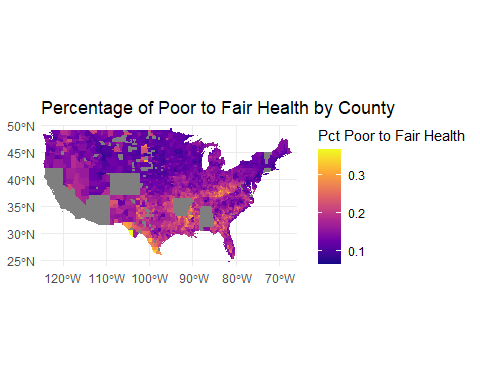 Percentage of Poor to Fair Health by County
50°N
45°N
40°N
35°N
30°N
25°N
120°W 110°W 100°W 90°W 80°W 70°W
Pct Poor to Fair Health
0.3
0.2
0.1